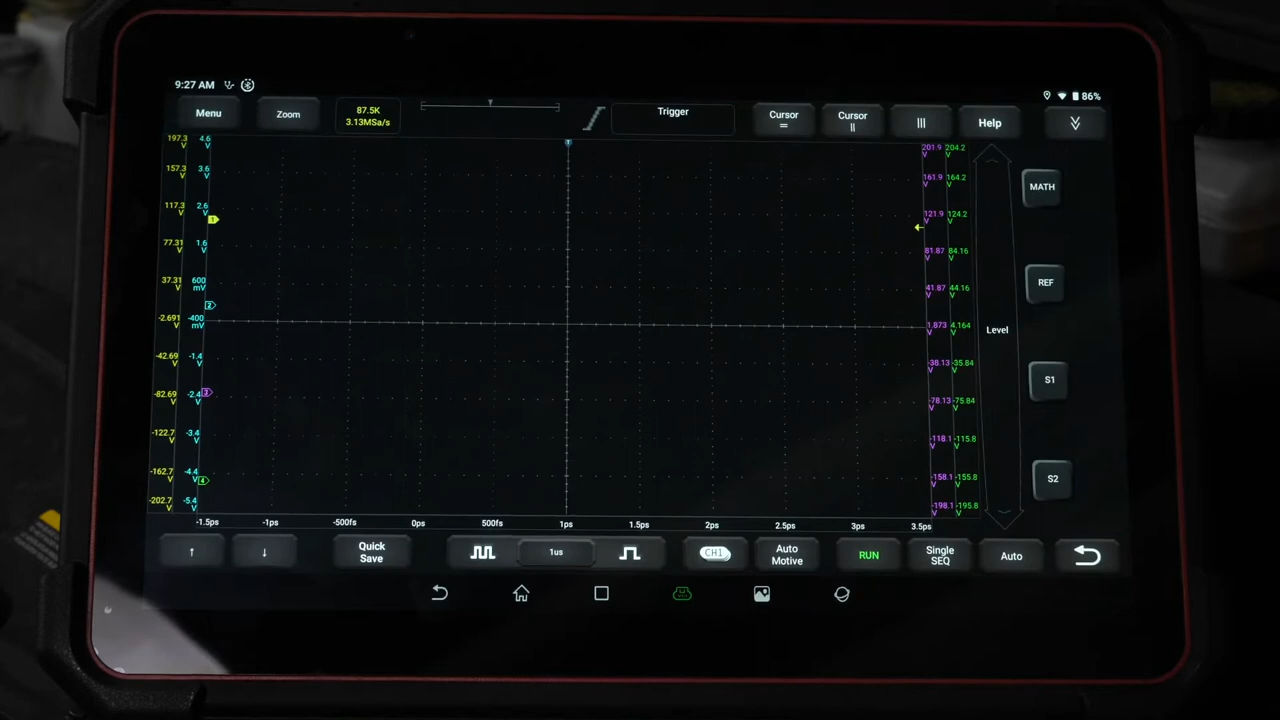 9:27 AM
86%
Menu
Zoom
87.5K
3.13MSa/s
T
Trigger
Cursor
=
Cursor
||
|||
Help
197.3
V
157.3
V
117.3
V
77.31
V
37.31
V
-2.691
V
-42.69
V
-82.69
V
-122.7
V
-162.7
V
-202.7
V
4.6
V
3.6
V
2.6
V
1.6
V
600
mV
-400
mV
-1.4
V
-2.4
V
-3.4
V
-4.4
V
-5.4
V
1
2
3
4
T
201.9
V
161.9
V
121.9
V
81.87
V
41.87
V
1.873
V
-38.13
V
-78.13
V
-118.1
V
-158.1
V
-198.1
V
204.2
V
164.2
V
124.2
V
84.16
V
44.16
V
4.164
V
-35.84
V
-75.84
V
-115.8
V
-155.8
V
-195.8
V
Level
MATH
REF
S1
S2
-1.5ps
-1ps
-500fs
0ps
500fs
1ps
1.5ps
2ps
2.5ps
3ps
3.5ps
↑
↓
Quick
Save
1us
CH1
Auto
Motive
RUN
Single
SEQ
Auto